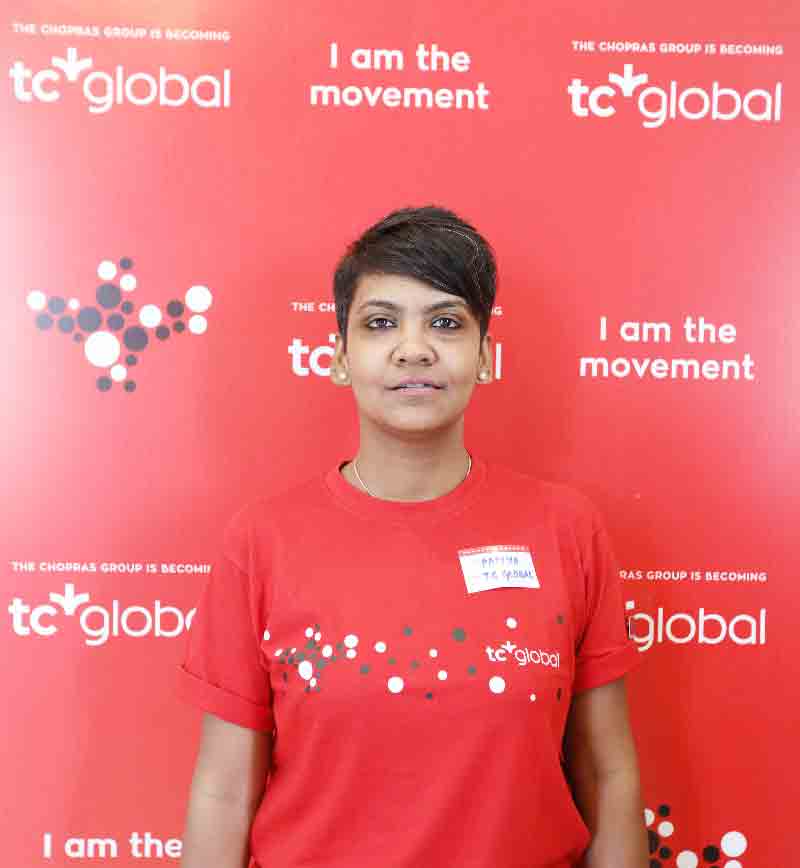 THE CHOPRAS GROUP IS BECOMING
tc global
I am the
movement
THE CHOPRAS GROUP IS BECOMING
tc global
THE CHOPRAS
tc
I am the
movement
THE CHOPRAS GROUP IS BECOMING
tc global
TC GLOBAL
tc global
PRAS GROUP IS BECOMING
global
I am the